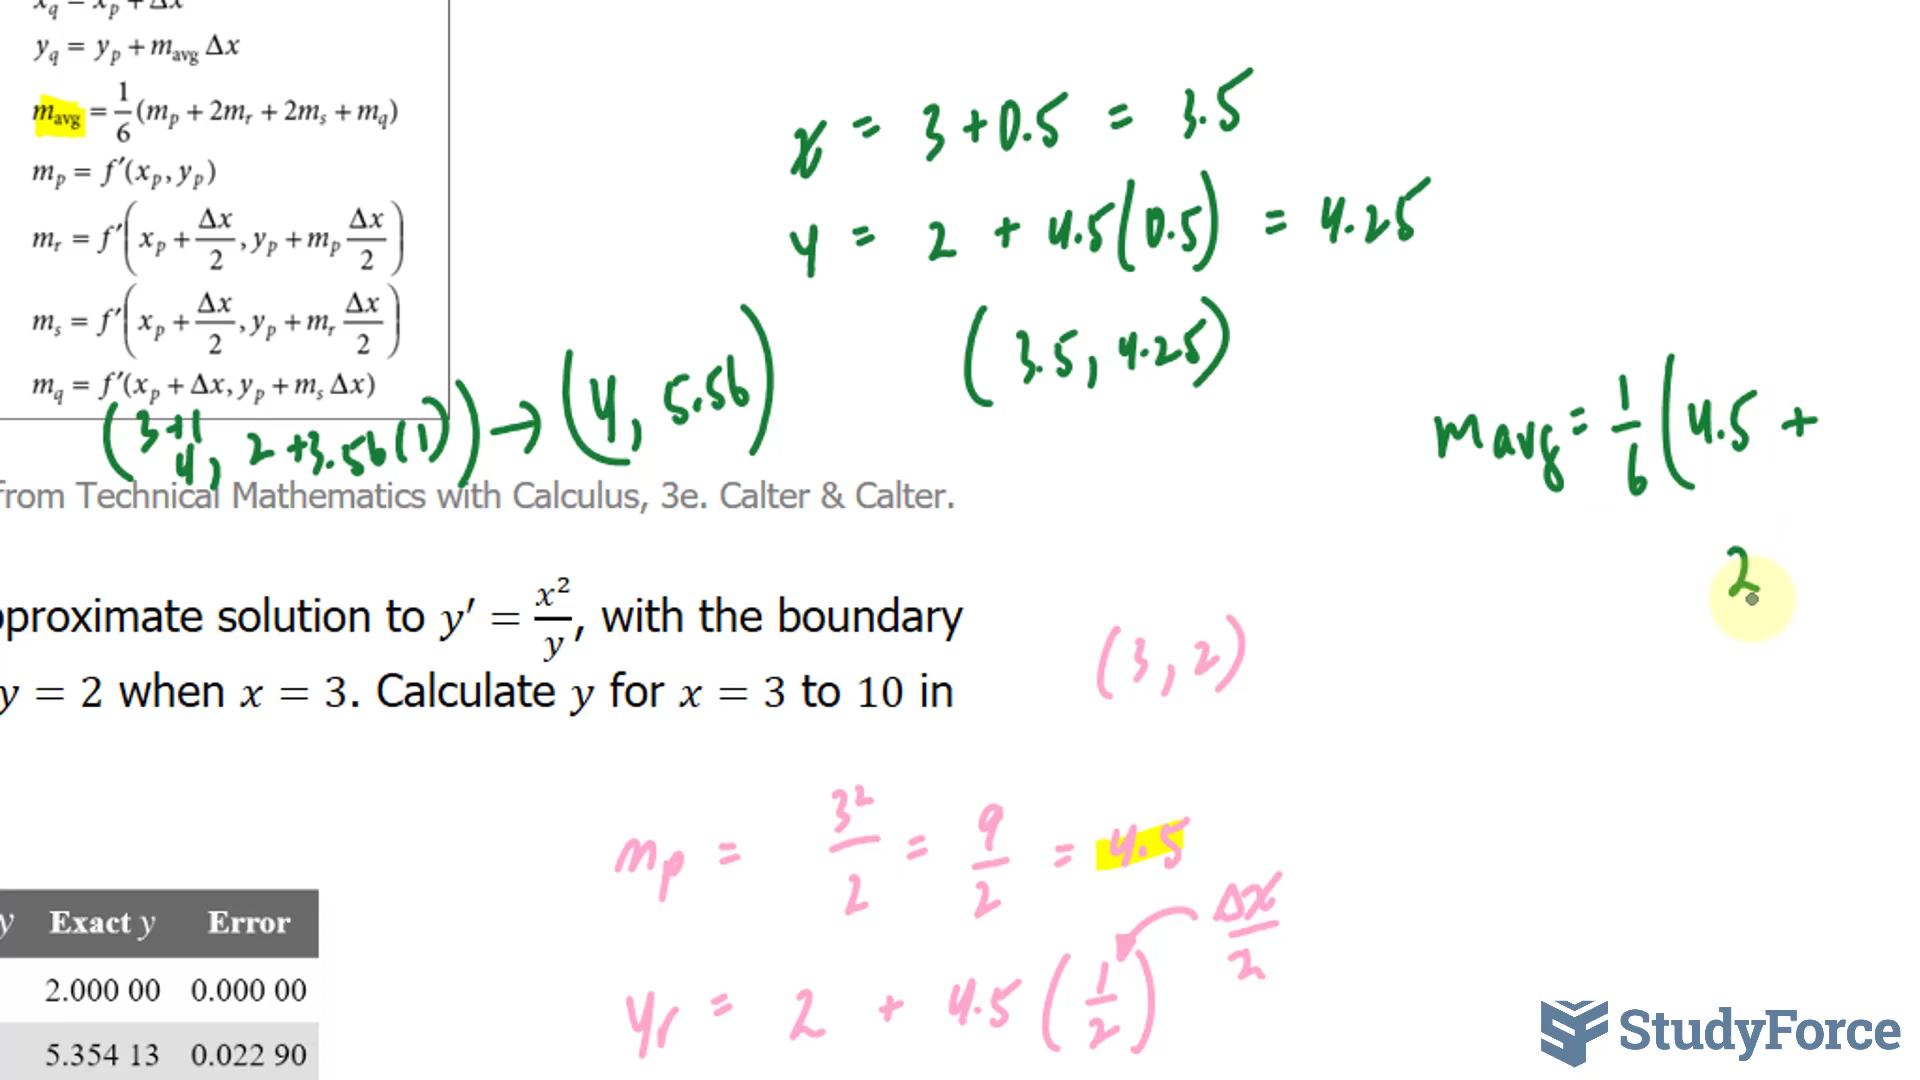 x_q = x_p + Δx
y_q = y_p + m_avg Δx
m_avg = 1/6 (m_p + 2m_r + 2m_s + m_q)
m_p = f′(x_p, y_p)
m_r = f′(x_p + Δx/2, y_p + m_p Δx/2)
m_s = f′(x_p + Δx/2, y_p + m_r Δx/2)
m_q = f′(x_p + Δx, y_p + m_s Δx)
(3+1, 2+3.56(1)) → (4, 5.56)
4
x = 3 + 0.5 = 3.5
y = 2 + 4.5(0.5) = 4.25
(3.5, 4.25)
m avg = 1/6 (4.5 +
2
from Technical Mathematics with Calculus, 3e. Calter & Calter.
proximate solution to y′ = x²/y, with the boundary
y = 2 when x = 3. Calculate y for x = 3 to 10 in
(3, 2)
mp = 3²/2 = 9/2 = 4.5
Δx/2
yr = 2 + 4.5 (1/2)
y Exact y Error
2.000 00 0.000 00
5.354 13 0.022 90
StudyForce